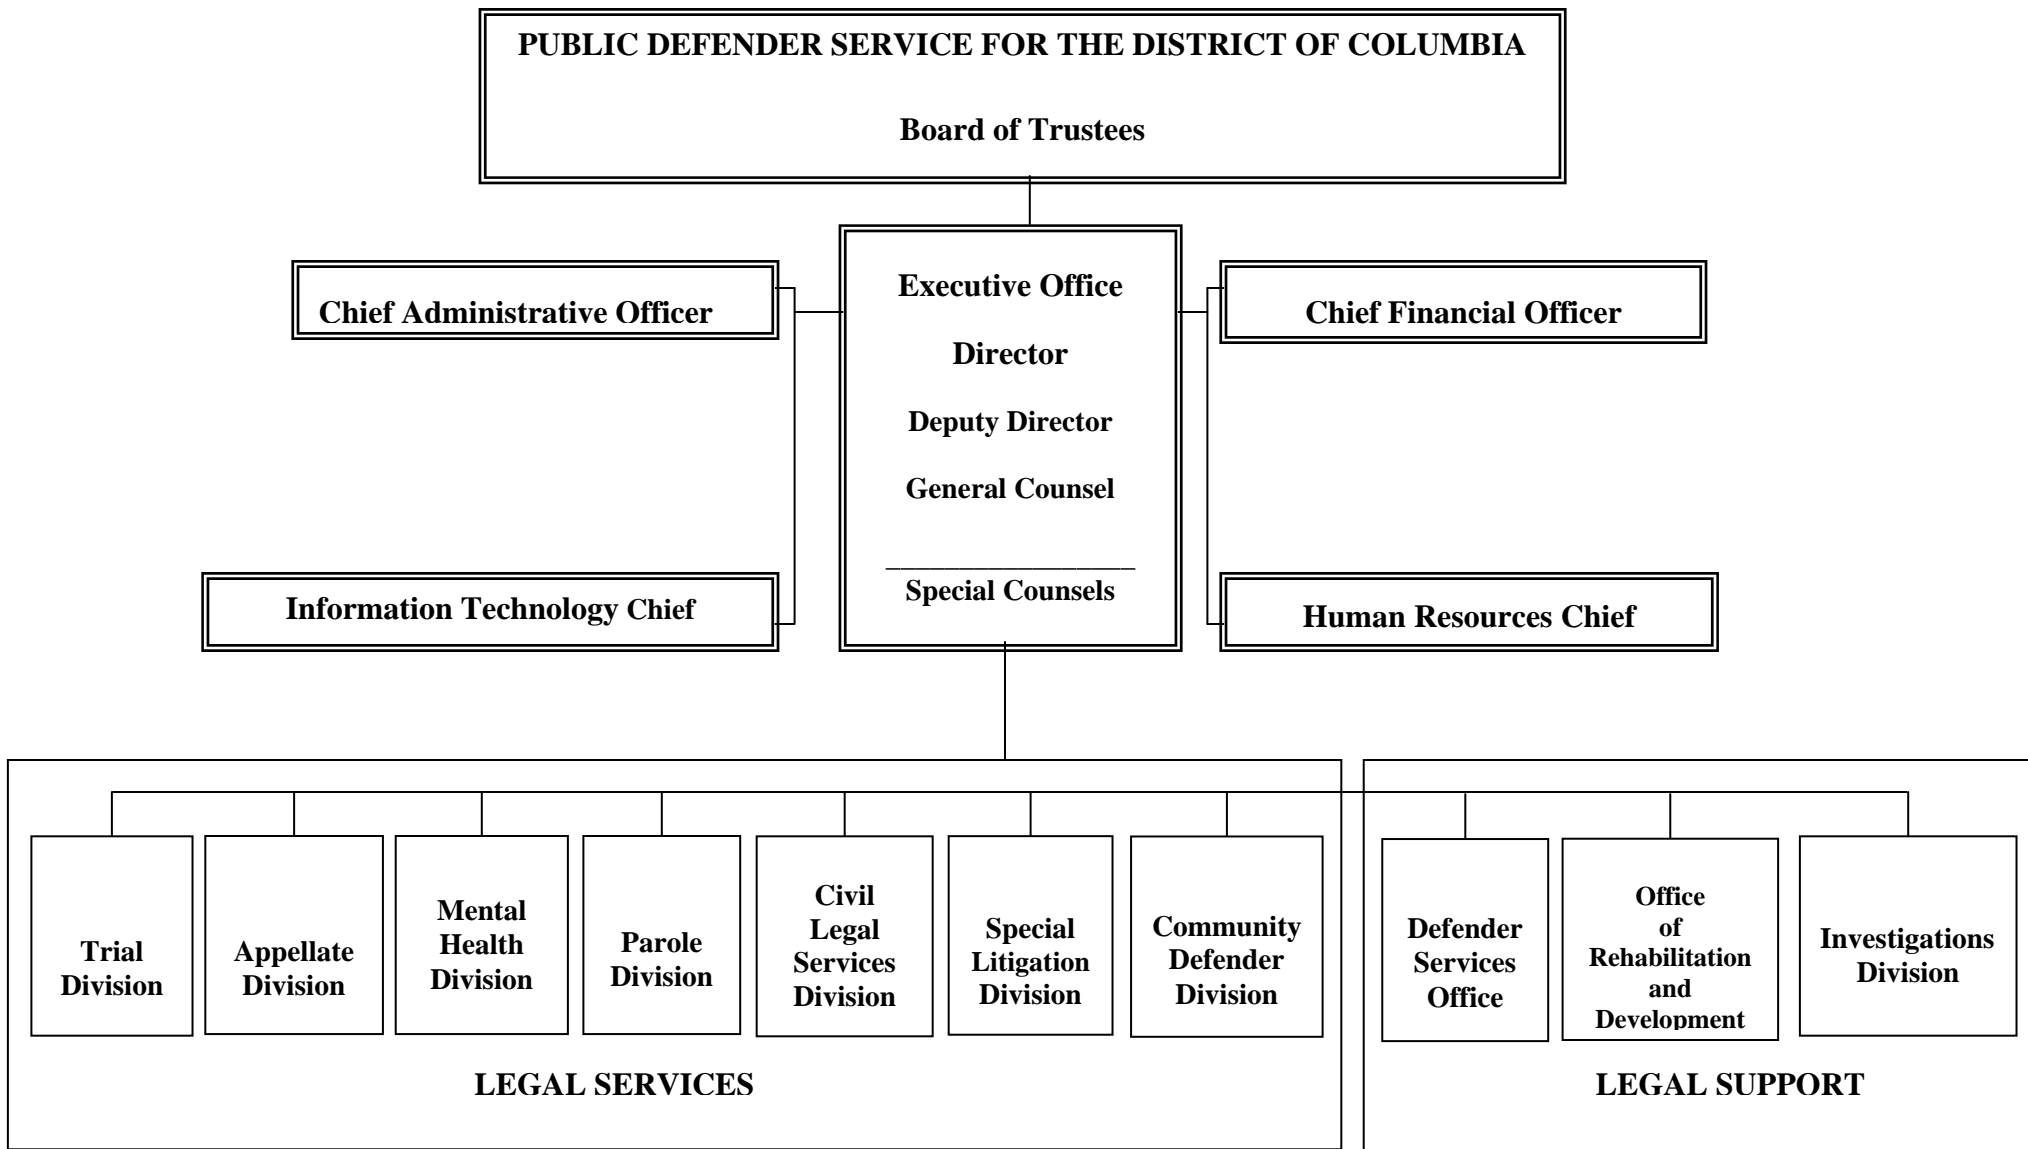 PUBLIC DEFENDER SERVICE FOR THE DISTRICT OF COLUMBIA
Board of Trustees
Chief Administrative Officer
Executive Office
Director
Deputy Director
General Counsel
Special Counsels
Chief Financial Officer
Information Technology Chief
Human Resources Chief
Trial
Division
Appellate
Division
Mental
Health
Division
Parole
Division
Civil
Legal
Services
Division
Special
Litigation
Division
Community
Defender
Division
LEGAL SERVICES
Defender
Services
Office
Office
of
Rehabilitation
and
Development
Investigations
Division
LEGAL SUPPORT